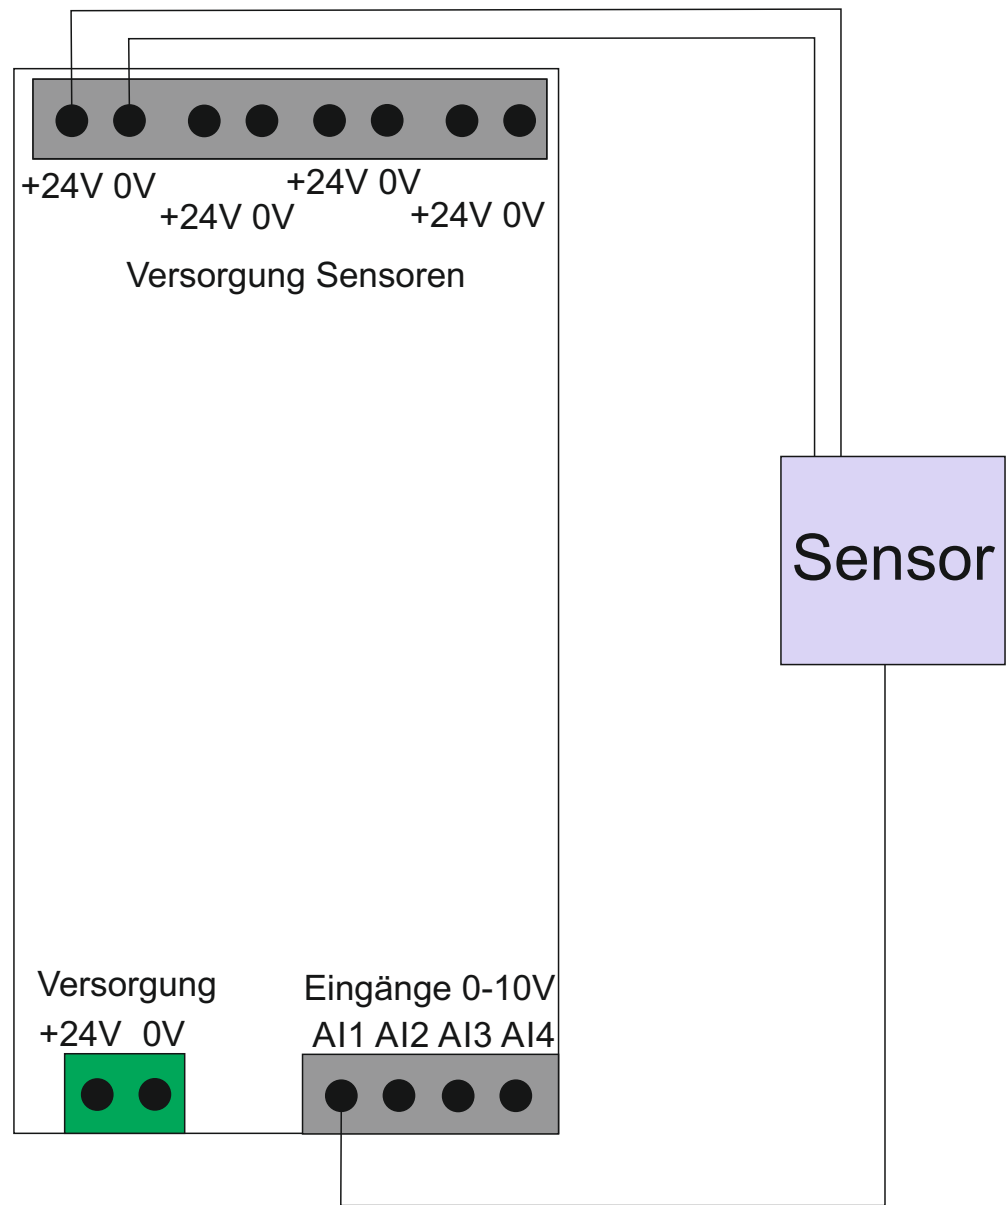 +24V 0V +24V 0V
+24V 0V +24V 0V
Versorgung Sensoren
Sensor
Versorgung Eingänge 0-10V
+24V 0V AI1 AI2 AI3 AI4